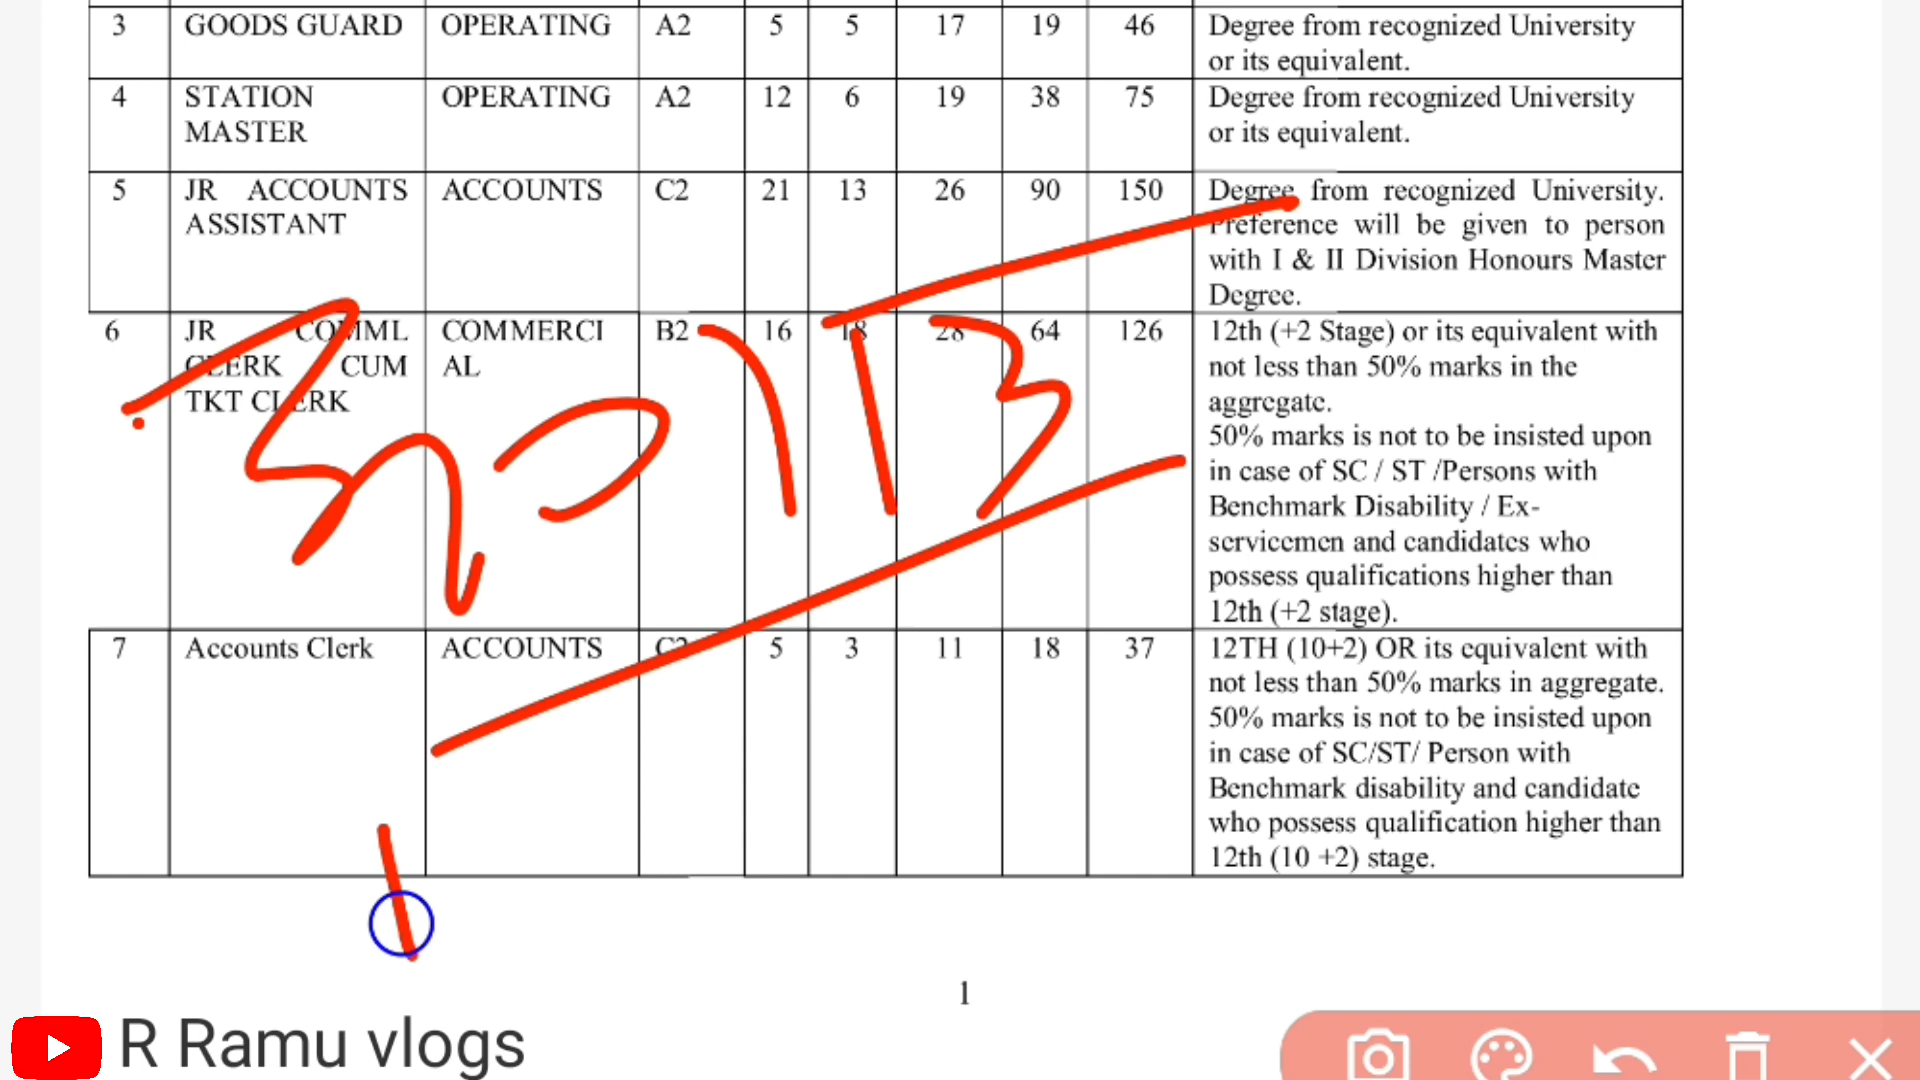 3 GOODS GUARD OPERATING A2 5 5 17 19 46 Degree from recognized University
or its equivalent.
4 STATION OPERATING A2 12 6 19 38 75 Degree from recognized University
MASTER or its equivalent.
5 JR ACCOUNTS ACCOUNTS C2 21 13 26 90 150 Degree from recognized University.
ASSISTANT Preference will be given to person
with I & II Division Honours Master
Degree.
6 JR COMML COMMERCI B2 16 18 28 64 126 12th (+2 Stage) or its equivalent with
CLERK CUM AL not less than 50% marks in the
TKT CLERK aggregate.
50% marks is not to be insisted upon
in case of SC / ST /Persons with
Benchmark Disability / Ex-
servicemen and candidates who
possess qualifications higher than
12th (+2 stage).
7 Accounts Clerk ACCOUNTS C2 5 3 11 18 37 12TH (10+2) OR its equivalent with
not less than 50% marks in aggregate.
50% marks is not to be insisted upon
in case of SC/ST/ Person with
Benchmark disability and candidate
who possess qualification higher than
12th (10 +2) stage.
1
R Ramu vlogs